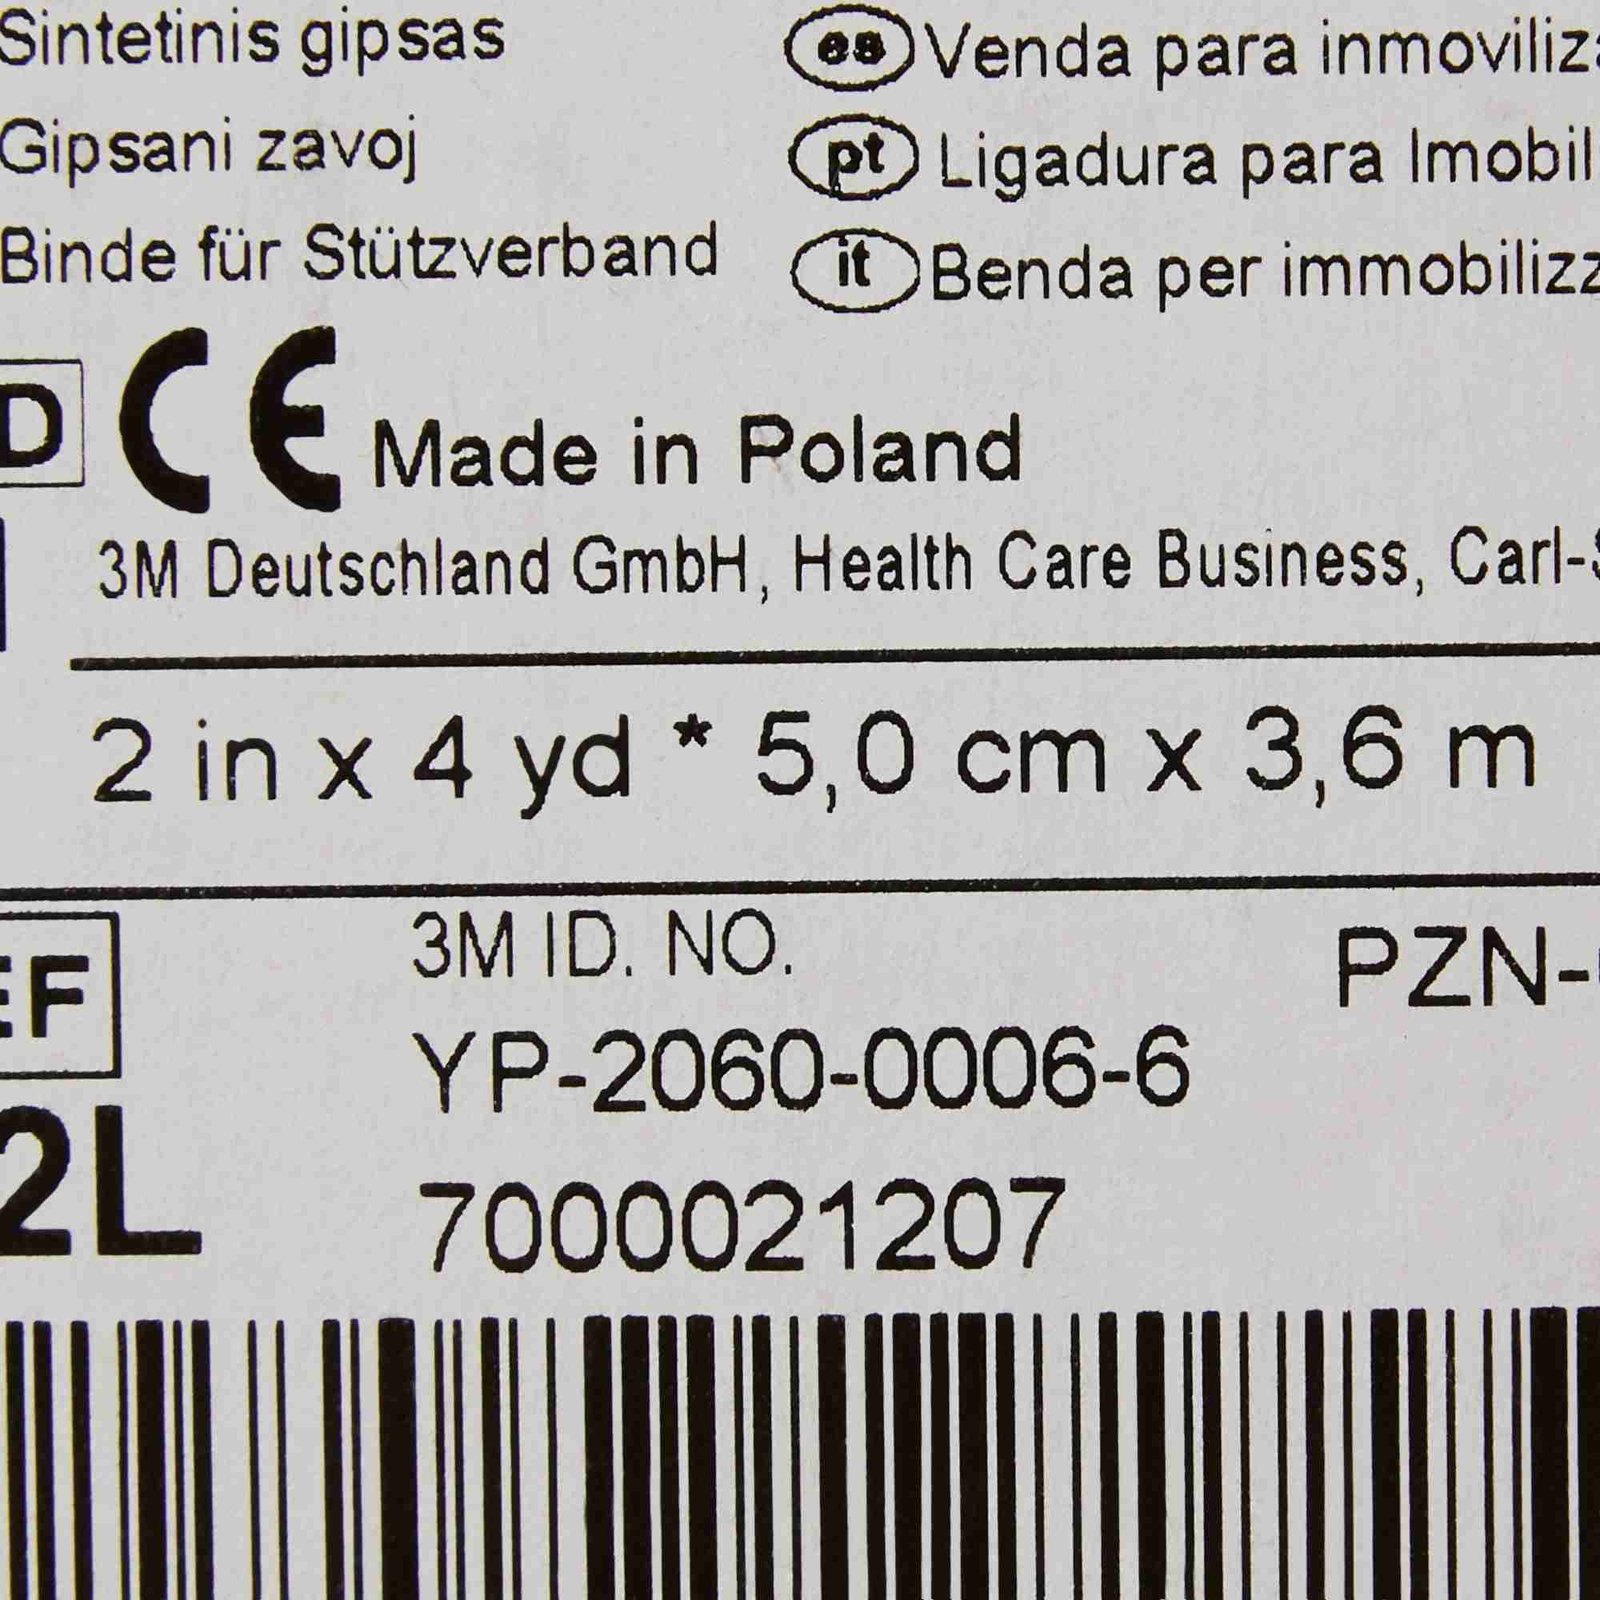 Sintetinis gipsas
es Venda para inmoviliza
Gipsani zavoj
pt Ligadura para Imobil
Binde für Stützverband
it Benda per immobilizz
D CE Made in Poland
3M Deutschland GmbH, Health Care Business, Carl-S
2 in x 4 yd * 5,0 cm x 3,6 m
EF
3M ID. NO.
PZN-
YP-2060-0006-6
2L
7000021207